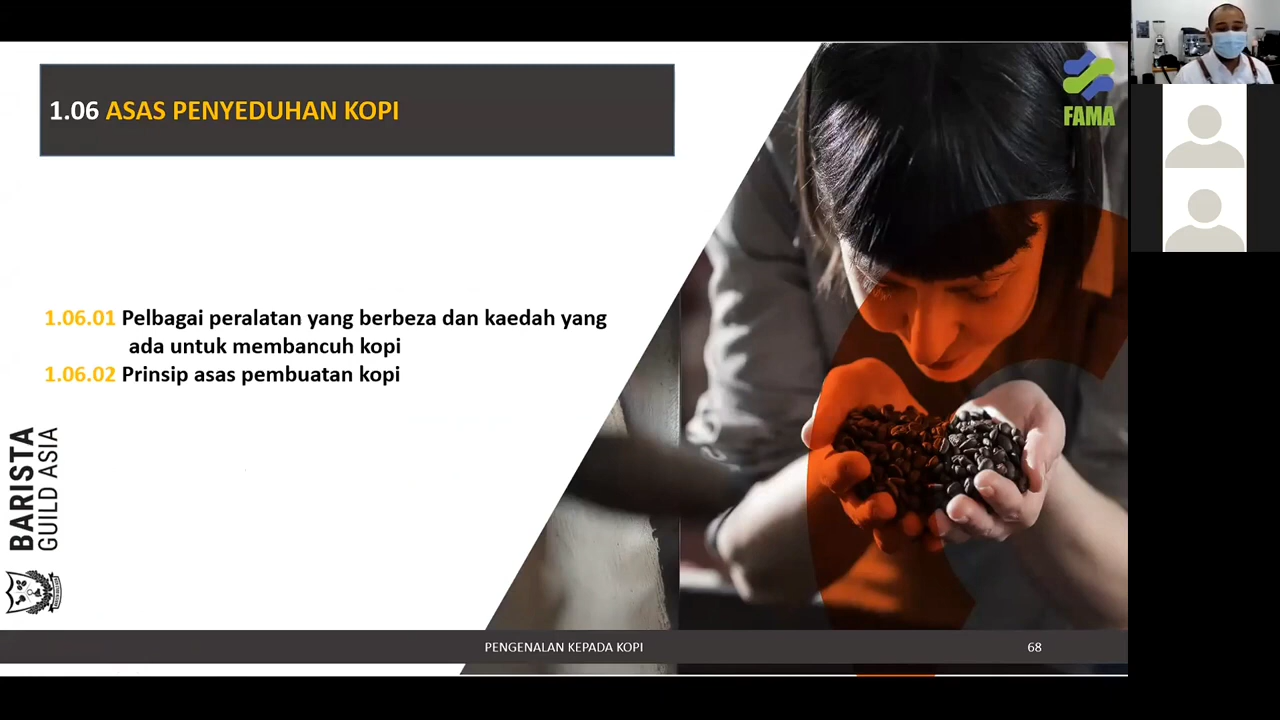 1.06 ASAS PENYEDUHAN KOPI
FAMA
1.06.01 Pelbagai peralatan yang berbeza dan kaedah yang
ada untuk membancuh kopi
1.06.02 Prinsip asas pembuatan kopi
BARISTA
GUILD ASIA
PENGENALAN KEPADA KOPI
68